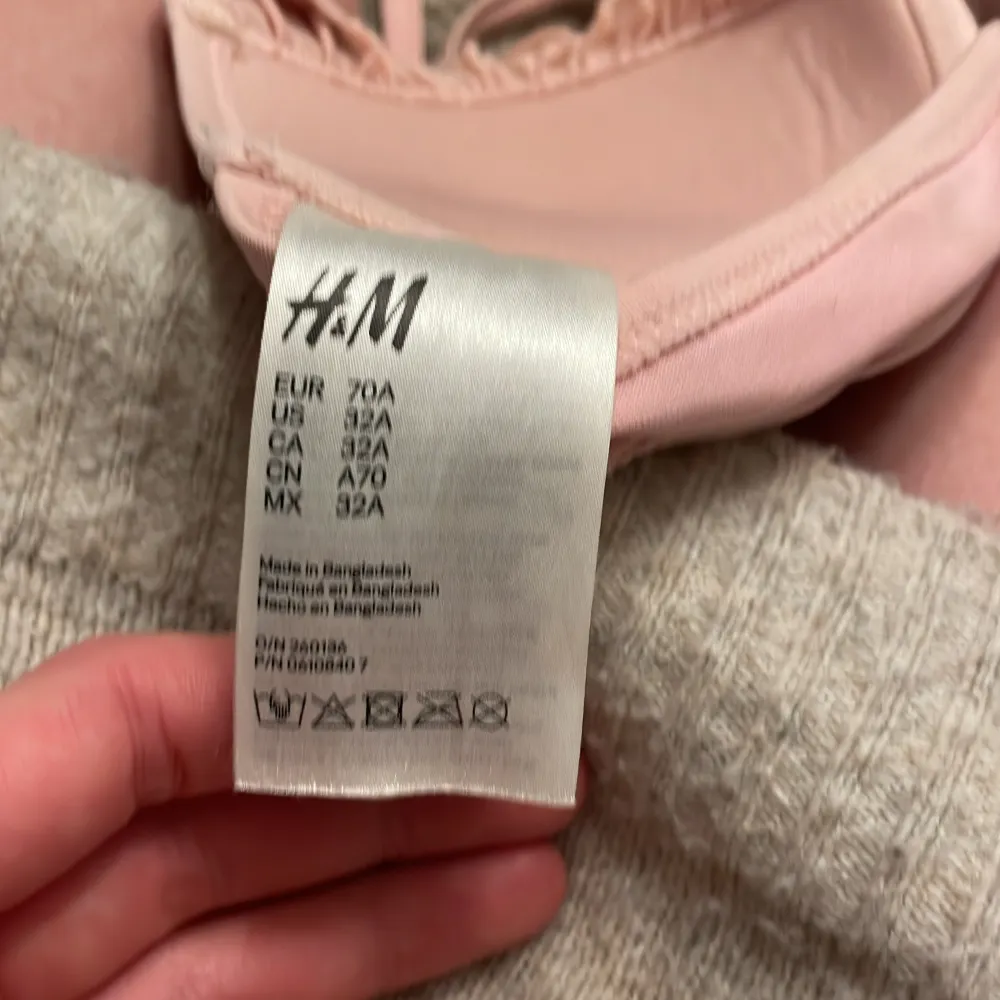 H&M
EUR 70A
US 32A
CA 32A
CN A70
MX 32A
Made in Bangladesh
Fabriqué en Bangladesh
Hecho en Bangladesh
O/N 260136
P/N 0610840 7